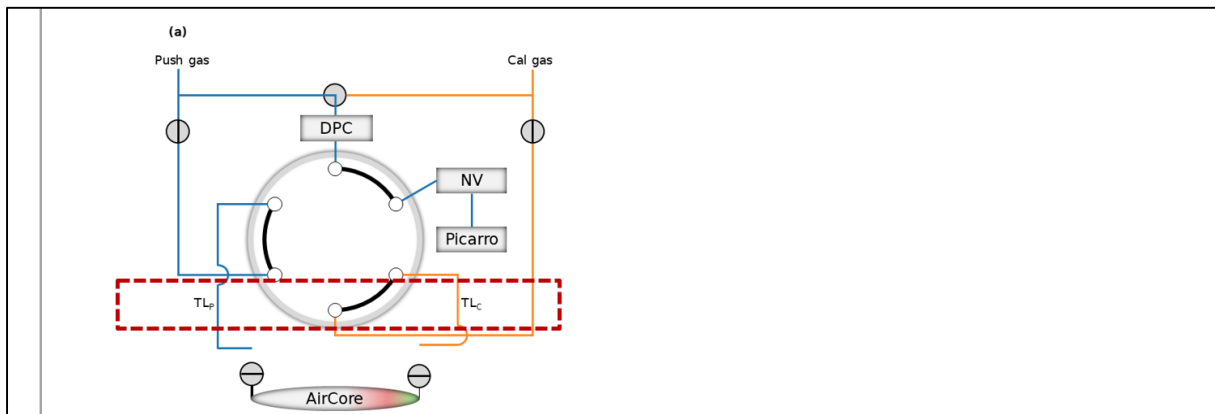 (a)
Push gas
Cal gas
DPC
NV
Picarro
TLP
TLC
AirCore